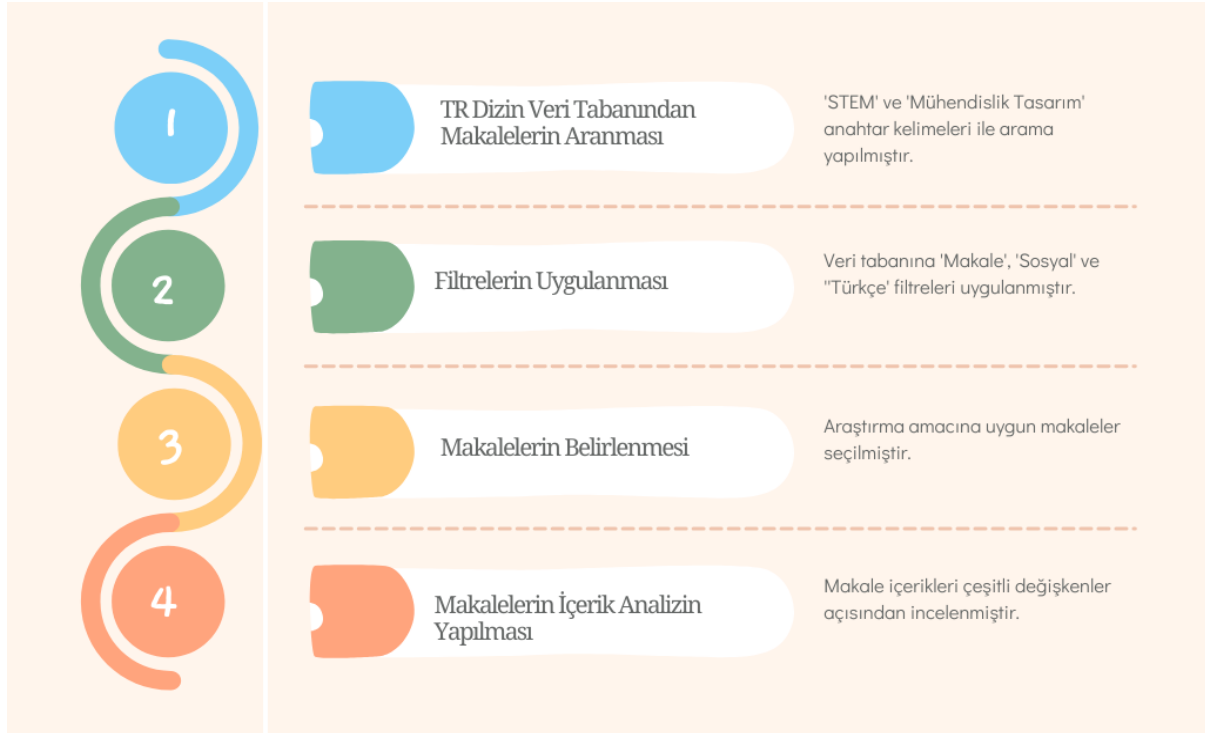 1
TR Dizin Veri Tabanından
Makalelerin Aranması
'STEM' ve 'Mühendislik Tasarım'
anahtar kelimeleri ile arama
yapılmıştır.
2
Filtrelerin Uygulanması
Veri tabanına 'Makale', 'Sosyal' ve
"Türkçe' filtreleri uygulanmıştır.
3
Makalelerin Belirlenmesi
Araştırma amacına uygun makaleler
seçilmiştir.
4
Makalelerin İçerik Analizin
Yapılması
Makale içerikleri çeşitli değişkenler
açısından incelenmiştir.